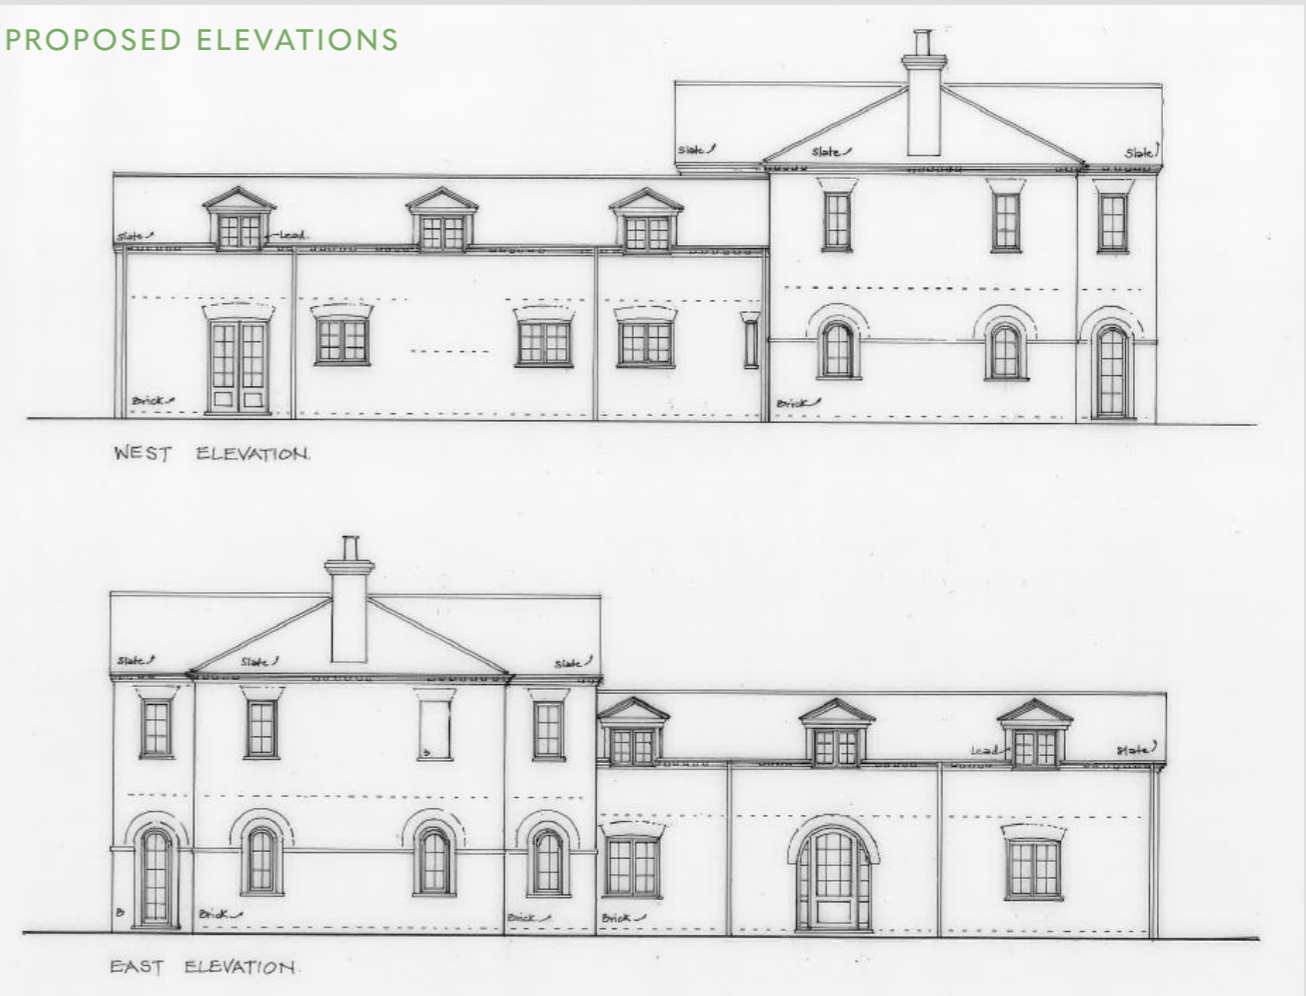 PROPOSED ELEVATIONS
Slate
Slate
Slate
Slate
Lead.
Brick
Brick
WEST ELEVATION.
Slate
Slate
Slate
B
Lead
Slate
B
Brick
Brick
Brick
EAST ELEVATION.